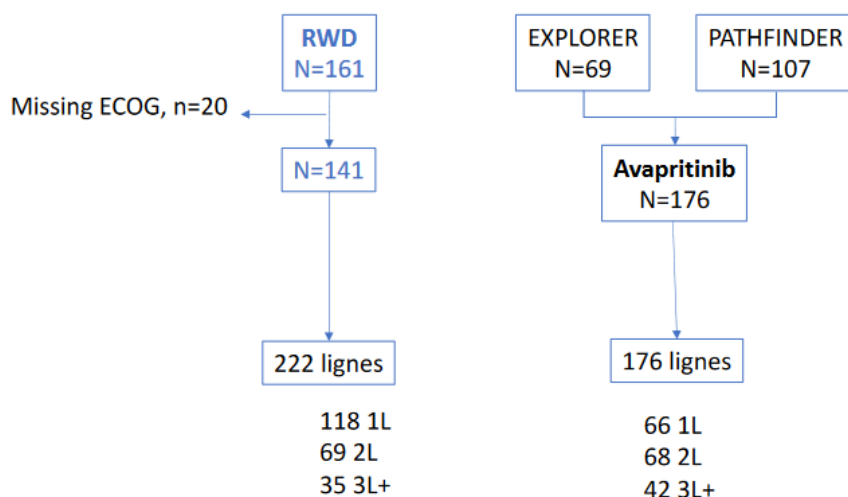 RWD
N=161
EXPLORER
N=69
PATHFINDER
N=107
Missing ECOG, n=20
N=141
Avapritinib
N=176
222 lignes
176 lignes
118 1L
69 2L
35 3L+
66 1L
68 2L
42 3L+